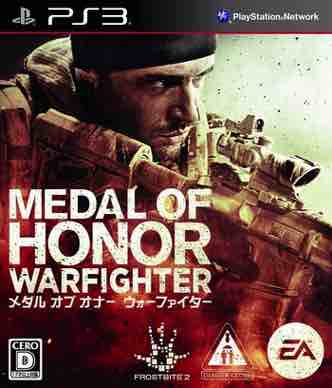 PS3
PlayStation Network
MEDAL OF
HONOR
WARFIGHTER
メダル オブ オナー ウォーファイター
CERO
D
FROSTBITE 2
EA